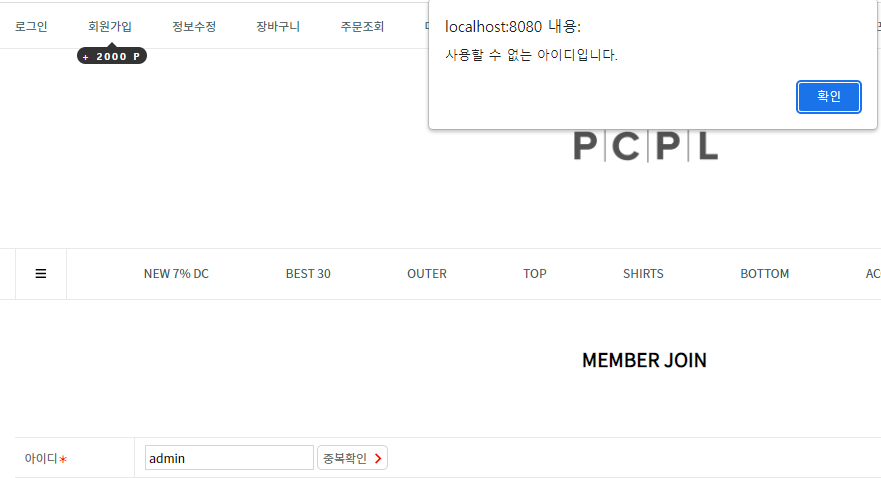 로그인 회원가입 정보수정 장바구니 주문조회
+ 2000 P
localhost:8080 내용:
사용할 수 없는 아이디입니다.
확인
P|C|P|L
NEW 7% DC BEST 30 OUTER TOP SHIRTS BOTTOM AC
MEMBER JOIN
아이디* admin 중복확인 >